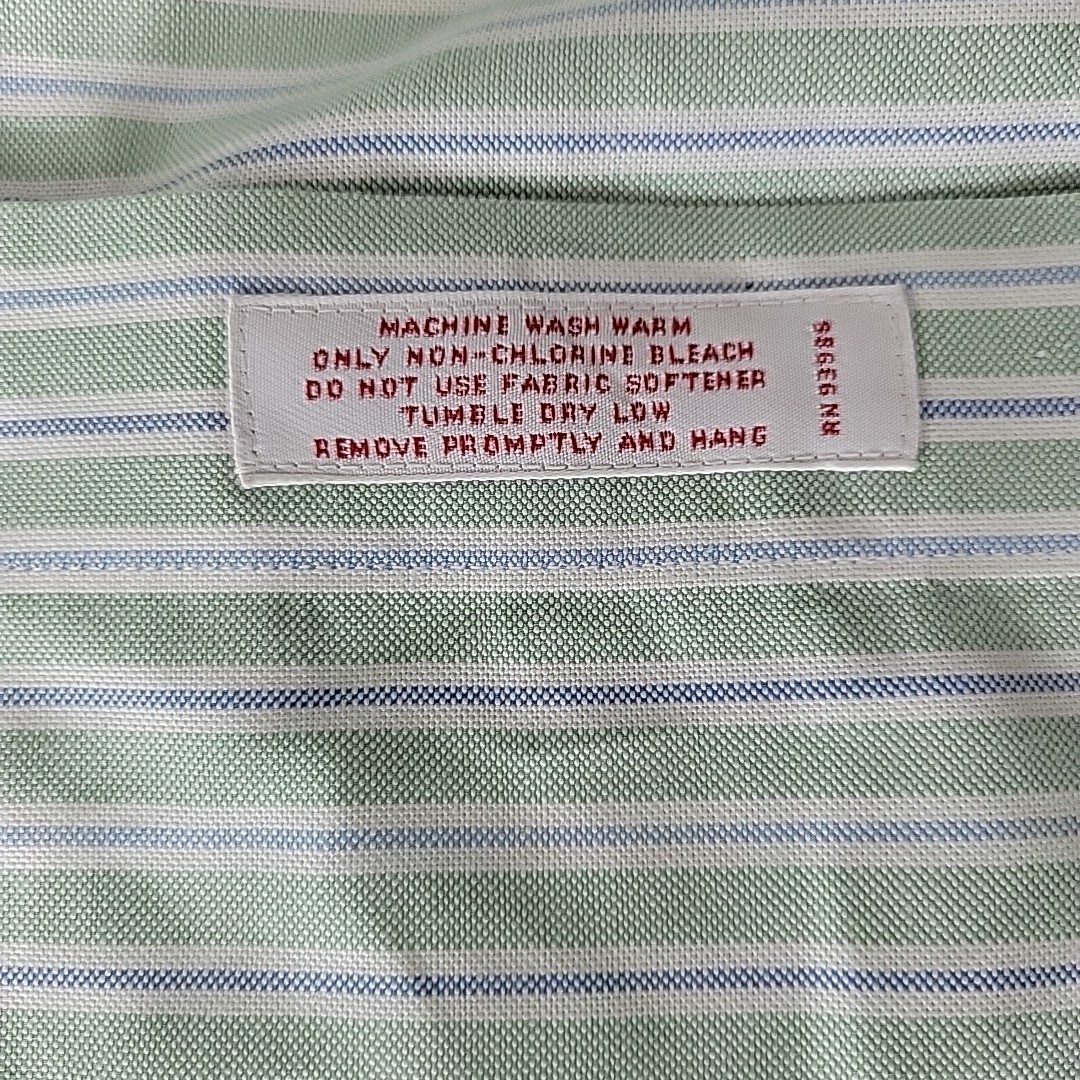 MACHINE WASH WARM
ONLY NON-CHLORINE BLEACH
DO NOT USE FABRIC SOFTENER
TUMBLE DRY LOW
REMOVE PROMPTLY AND HANG
RN 93985